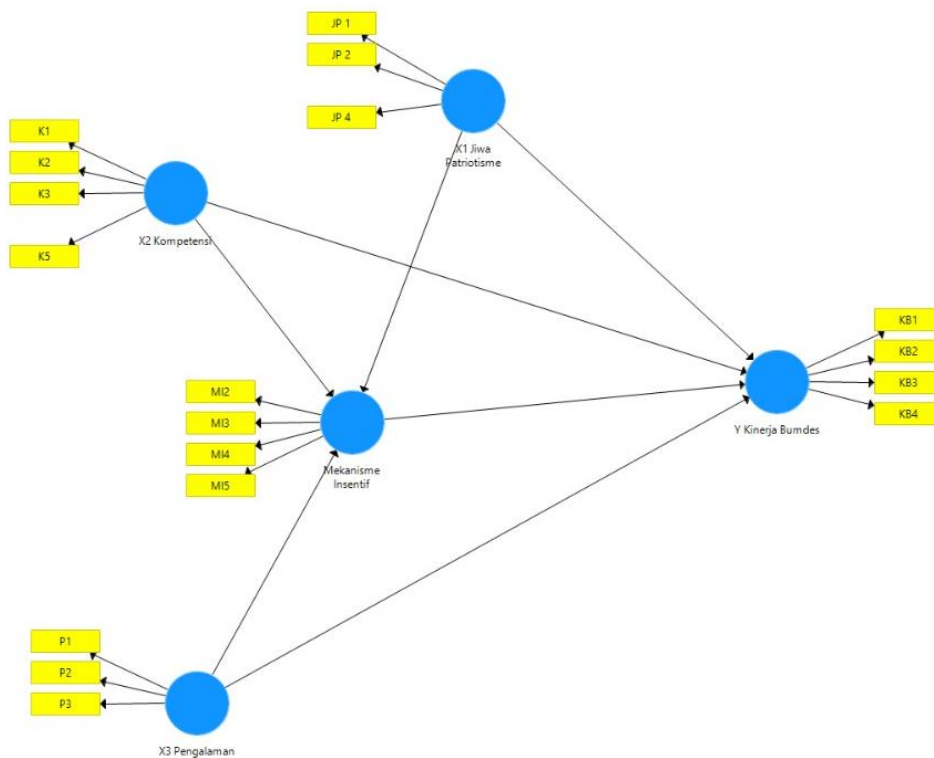 JP 1
JP 2
JP 4
X1 Jiwa
Patriotisme
K1
K2
K3
K5
X2 Kompetensi
KB1
KB2
KB3
KB4
Y Kinerja Bumdes
MI2
MI3
MI4
MI5
Mekanisme
Insentif
P1
P2
P3
X3 Pengalaman